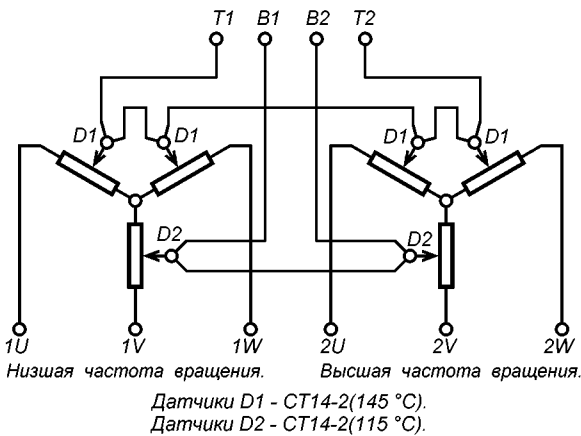 T1 B1 B2 T2
D1 D1 D1 D1
D2 D2
1U 1V 1W 2U 2V 2W
Низшая частота вращения. Высшая частота вращения.
Датчики D1 - СТ14-2(145 °C).
Датчики D2 - СТ14-2(115 °C).